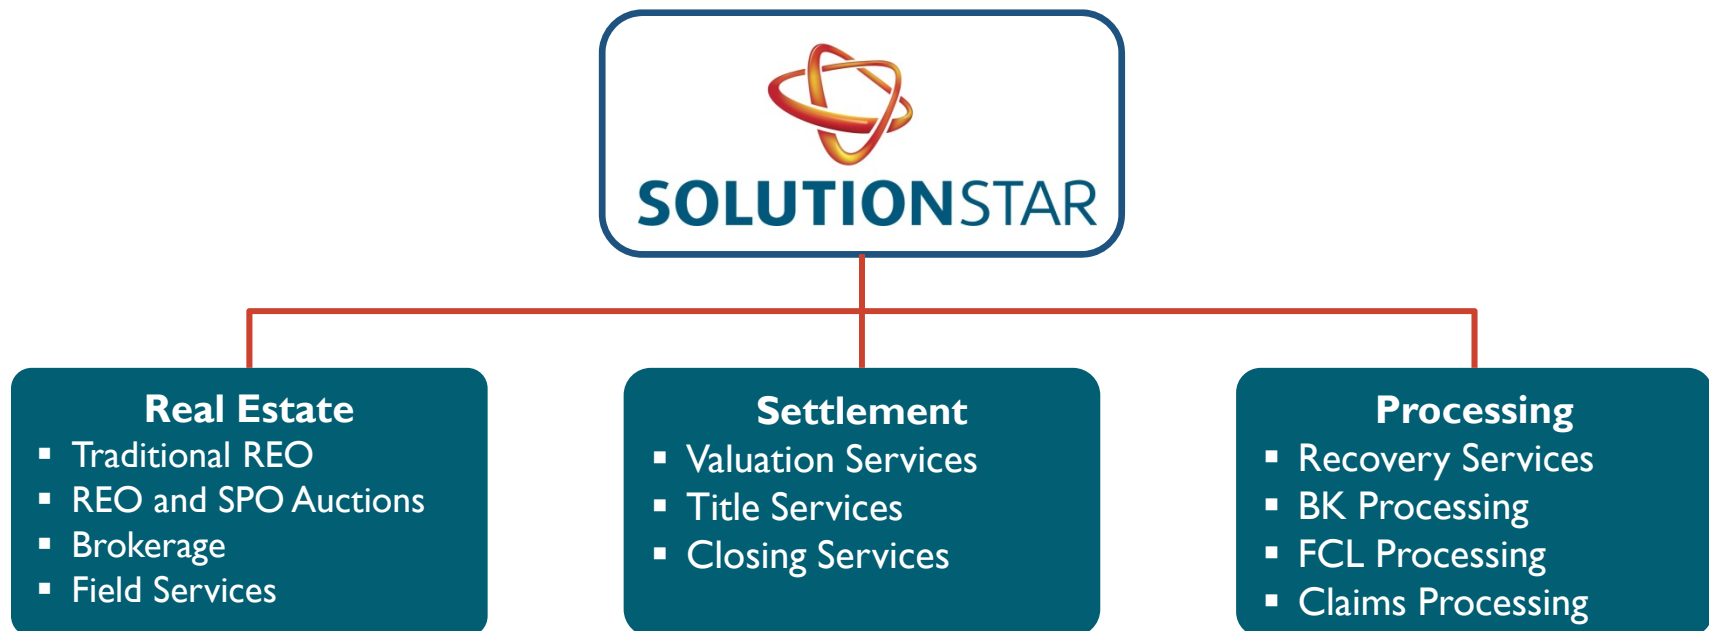 SOLUTIONSTAR
Real Estate
▪ Traditional REO
▪ REO and SPO Auctions
▪ Brokerage
▪ Field Services
Settlement
▪ Valuation Services
▪ Title Services
▪ Closing Services
Processing
▪ Recovery Services
▪ BK Processing
▪ FCL Processing
▪ Claims Processing